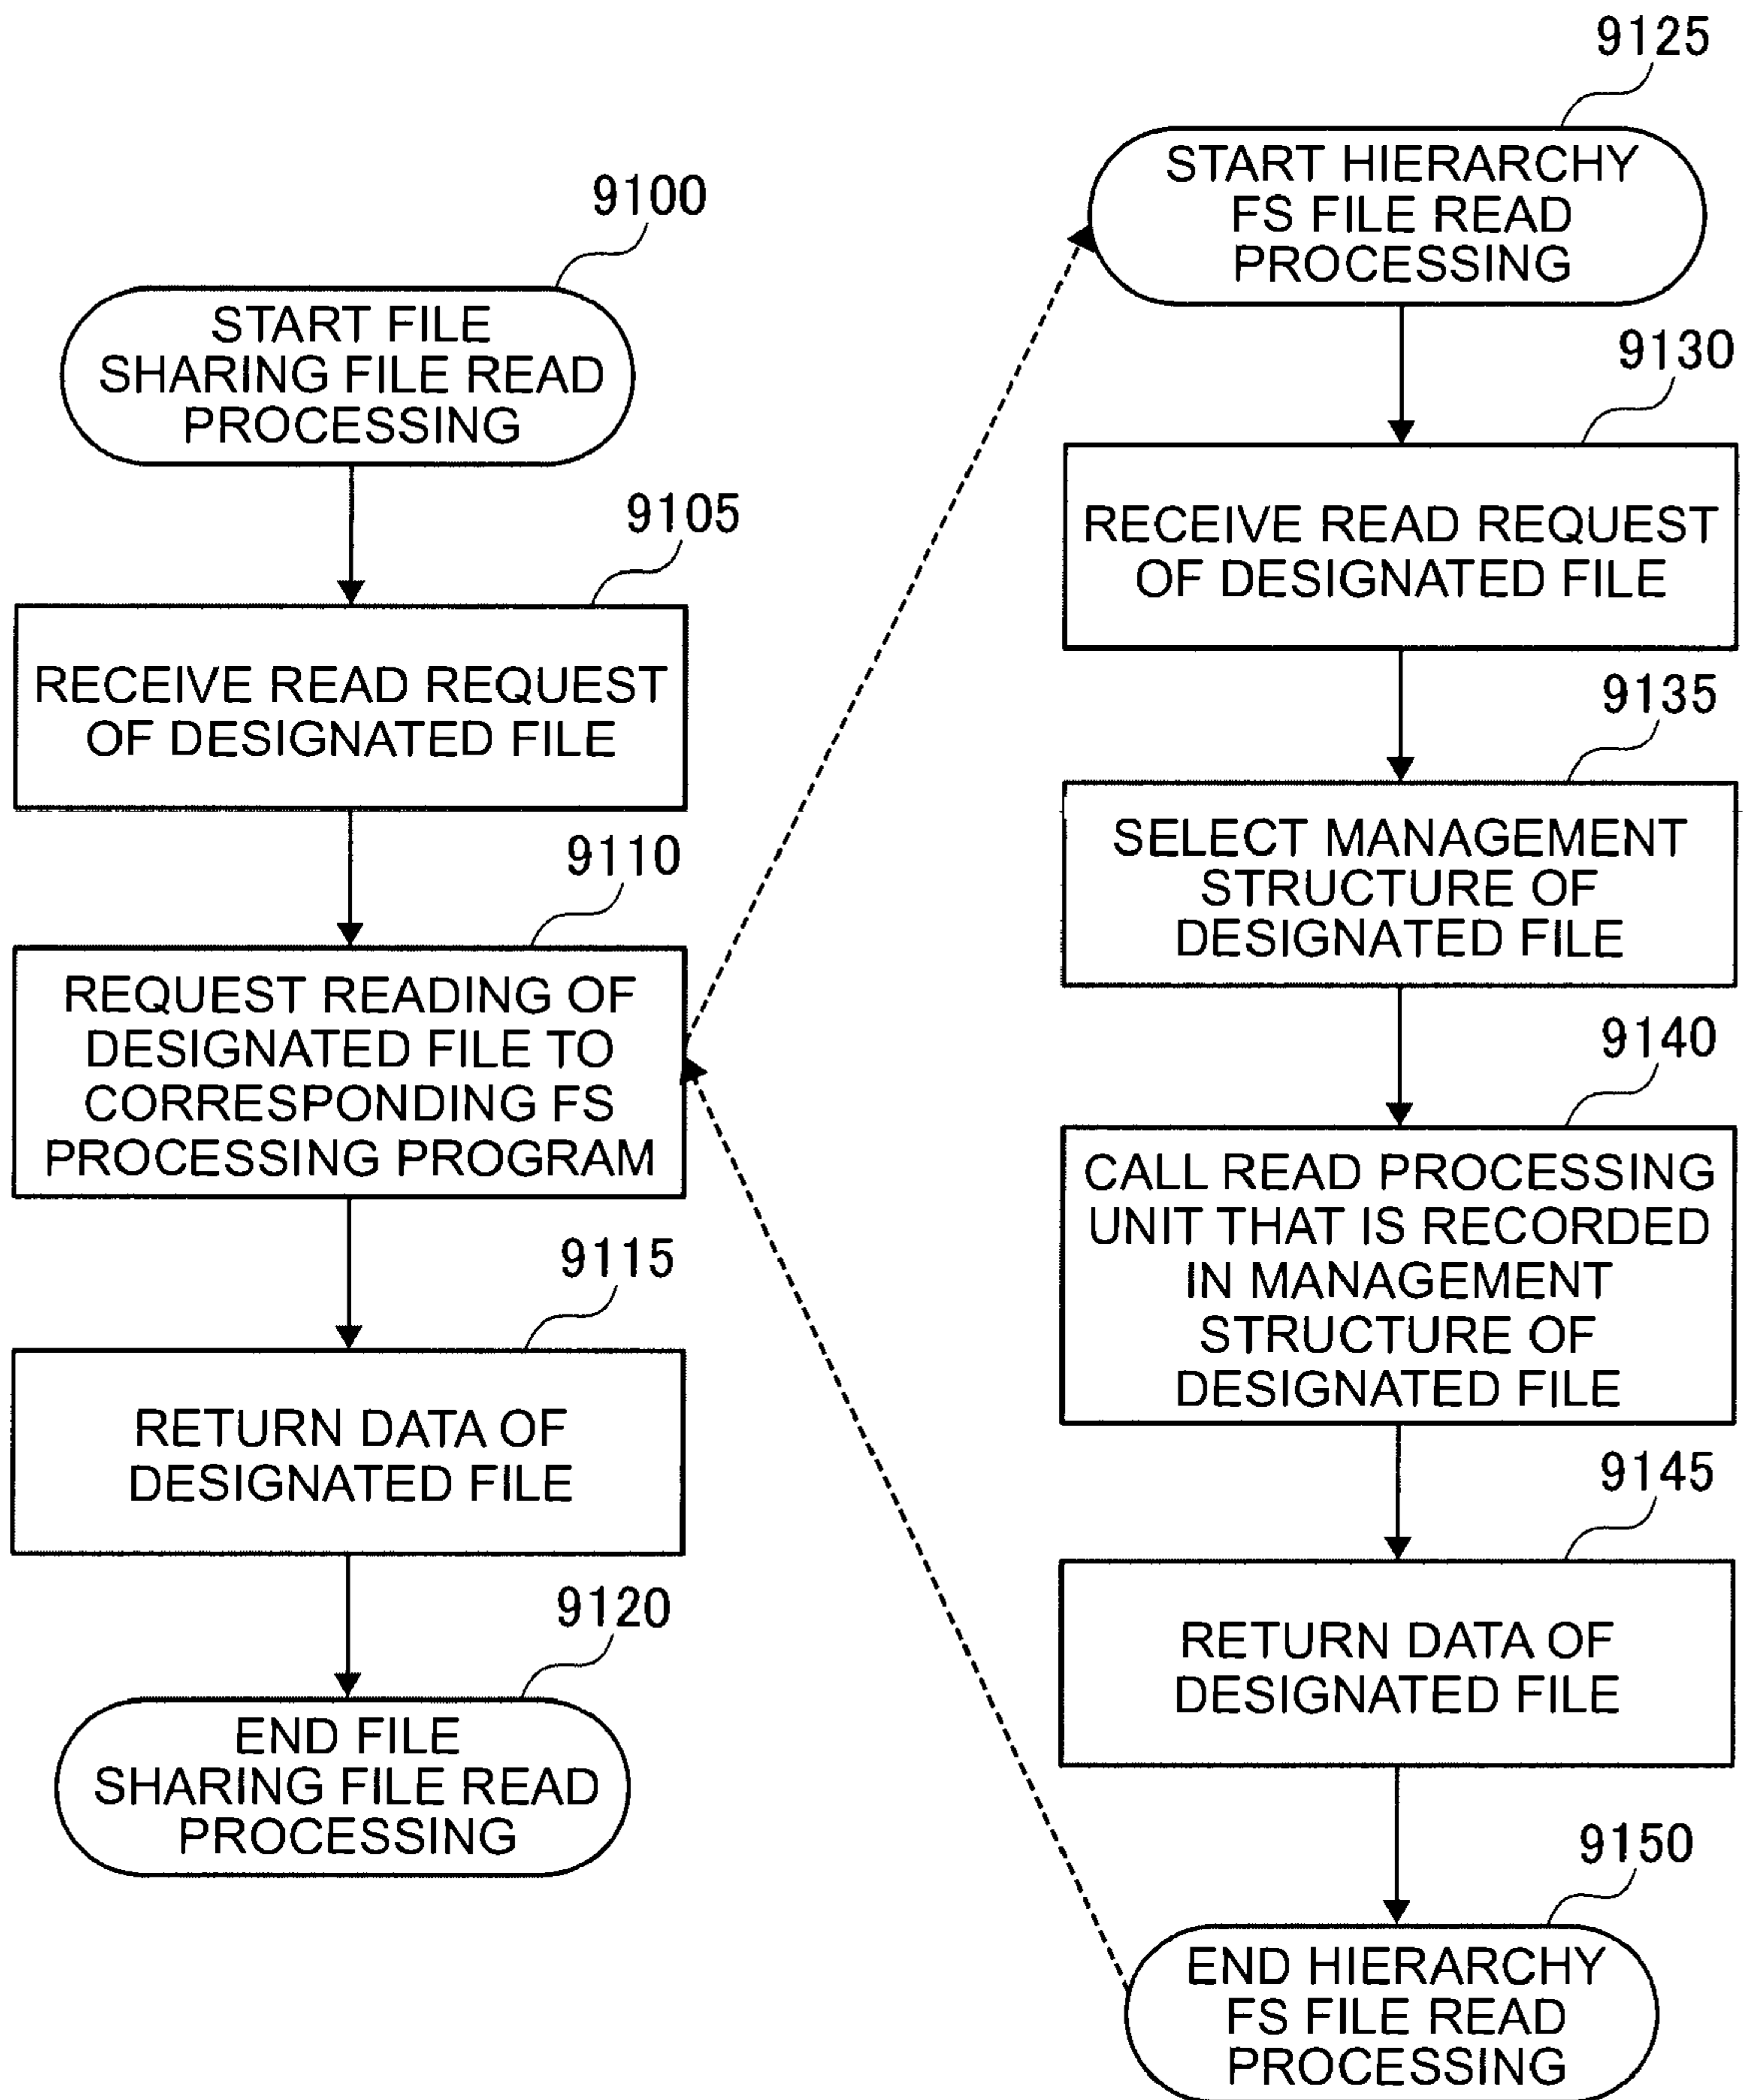 9100
START FILE
SHARING FILE READ
PROCESSING
9105
RECEIVE READ REQUEST
OF DESIGNATED FILE
9110
REQUEST READING OF
DESIGNATED FILE TO
CORRESPONDING FS
PROCESSING PROGRAM
9115
RETURN DATA OF
DESIGNATED FILE
9120
END FILE
SHARING FILE READ
PROCESSING
9125
START HIERARCHY
FS FILE READ
PROCESSING
9130
RECEIVE READ REQUEST
OF DESIGNATED FILE
9135
SELECT MANAGEMENT
STRUCTURE OF
DESIGNATED FILE
9140
CALL READ PROCESSING
UNIT THAT IS RECORDED
IN MANAGEMENT
STRUCTURE OF
DESIGNATED FILE
9145
RETURN DATA OF
DESIGNATED FILE
9150
END HIERARCHY
FS FILE READ
PROCESSING